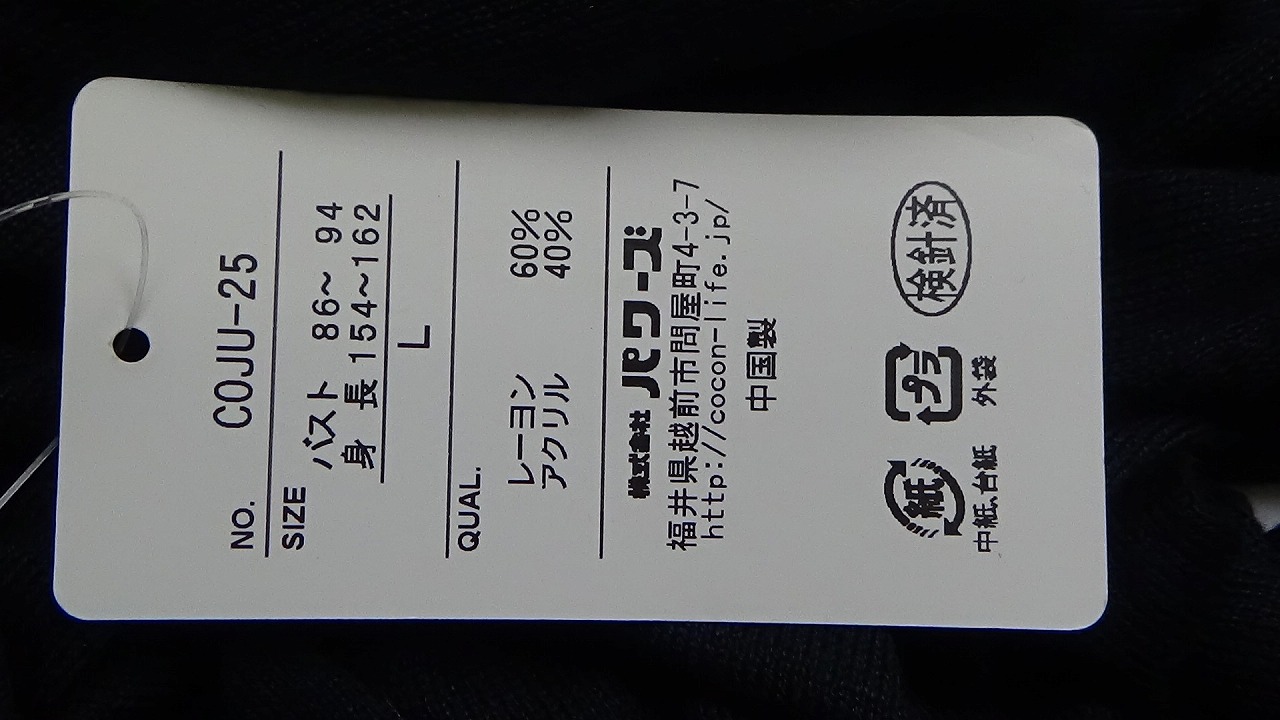 NO. COJU-25
SIZE
バスト 86～ 94
身 長 154～162
L
QUAL.
レーヨン 60%
アクリル 40%
株式會社 パワーズ
福井県越前市問屋町4-3-7
http://cocon-life.jp/
中国製
紙 プラ 検針済
中紙、台紙 外袋